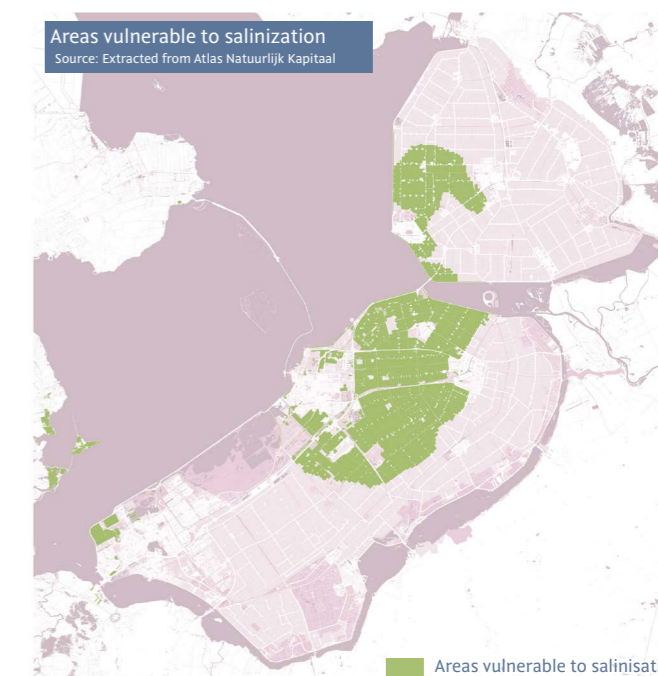 Areas vulnerable to salinization
Source: Extracted from Atlas Natuurlijk Kapitaal
Areas vulnerable to salinisat